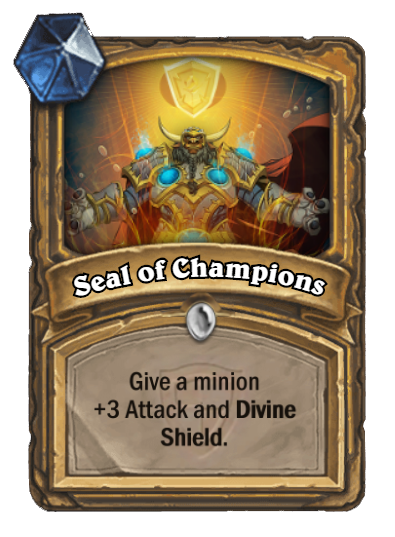 Seal of Champions
Give a minion
+3 Attack and Divine
Shield.